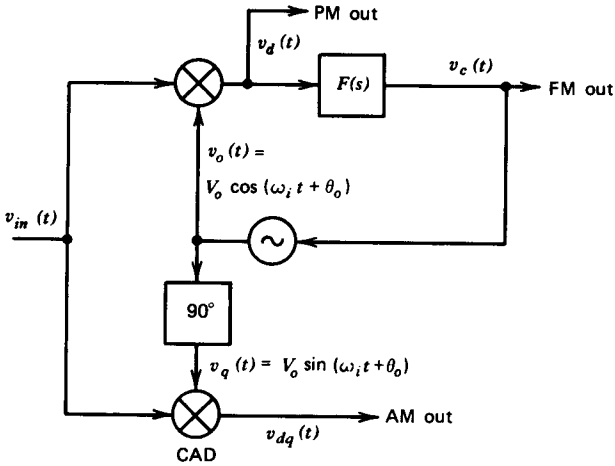 PM out
v_d (t)
F(s)
v_c (t)
FM out
v_o (t) =
V_o cos (ω_i t + θ_o)
v_in (t)
~
90°
v_q (t) = V_o sin (ω_i t+θ_o)
v_dq (t)
AM out
CAD